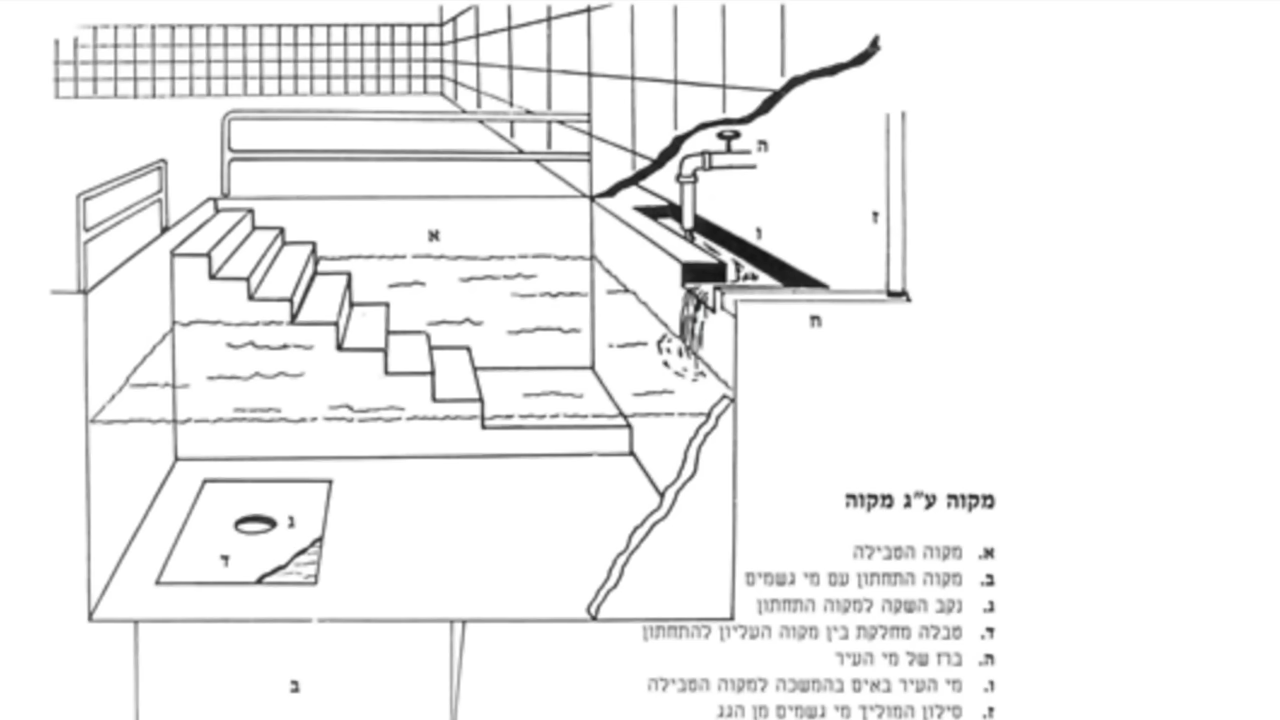 ה
ז
א
ו
ח
ג
ד
ב
מקוה ע"ג מקוה
א. מקוה הטבילה
ב. מקוה התחתון עם מי גשמים
ג. נקב השקה למקוה התחתון
ד. טבלה מחלקת בין מקוה העליון להתחתון
ה. ברז של מי העיר
ו. מי העיר באים בהמשכה למקוה הטבילה
ז. סילון המוליך מי גשמים מן הגג